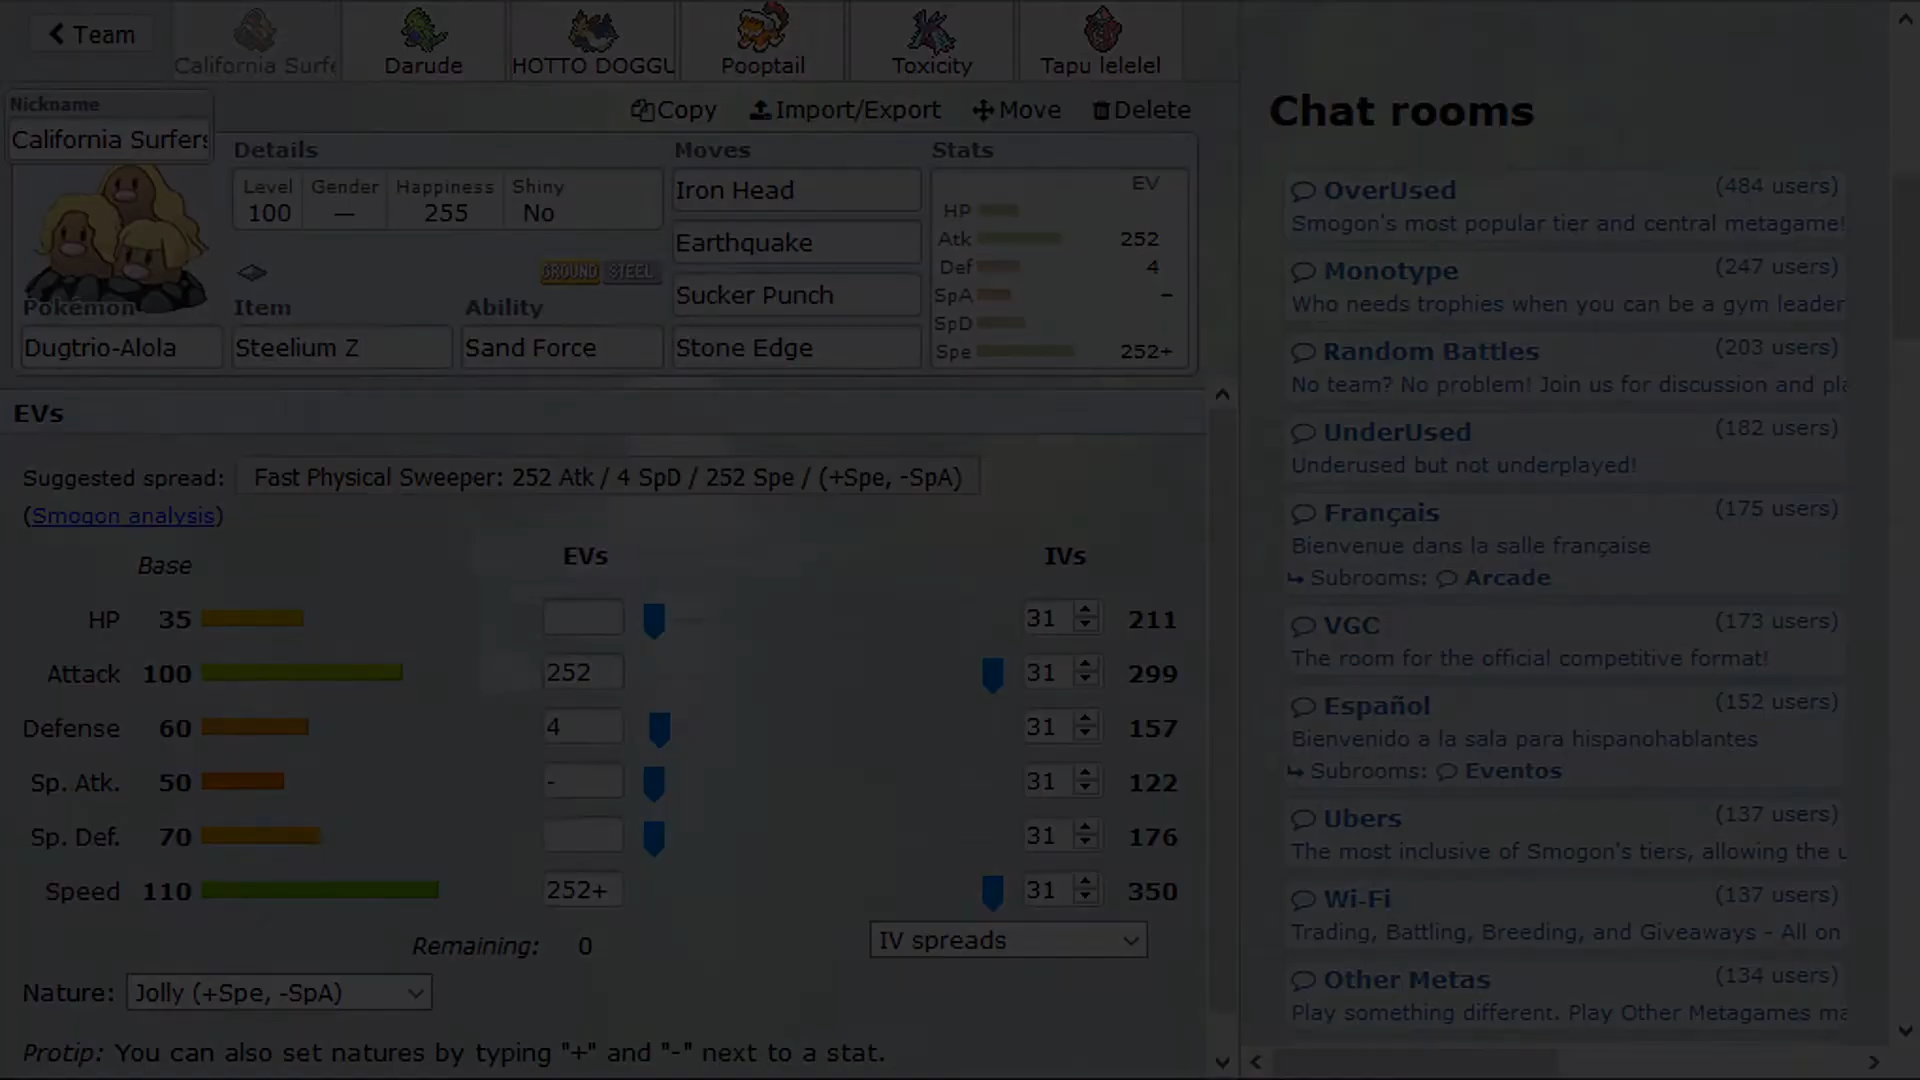 Team
California Surfe
Darude
HOTTO DOGGU
Pooptail
Toxicity
Tapu lelelel
Nickname
California Surfers
Copy
Import/Export
Move
Delete
Details
Level
100
Gender
—
Happiness
255
Shiny
No
GROUND STEEL
Pokémon
Dugtrio-Alola
Item
Steelium Z
Ability
Sand Force
Moves
Iron Head
Earthquake
Sucker Punch
Stone Edge
Stats
EV
HP
Atk 252
Def 4
SpA –
SpD
Spe 252+
EVs
Suggested spread: Fast Physical Sweeper: 252 Atk / 4 SpD / 252 Spe / (+Spe, -SpA)
(Smogon analysis)
Base EVs IVs
HP 35 31 211
Attack 100 252 31 299
Defense 60 4 31 157
Sp. Atk. 50 - 31 122
Sp. Def. 70 31 176
Speed 110 252+ 31 350
Remaining: 0
IV spreads
Nature: Jolly (+Spe, -SpA)
Protip: You can also set natures by typing "+" and "-" next to a stat.
Chat rooms
OverUsed (484 users)
Smogon's most popular tier and central metagame!
Monotype (247 users)
Who needs trophies when you can be a gym leader
Random Battles (203 users)
No team? No problem! Join us for discussion and pla
UnderUsed (182 users)
Underused but not underplayed!
Français (175 users)
Bienvenue dans la salle française
Subrooms: Arcade
VGC (173 users)
The room for the official competitive format!
Español (152 users)
Bienvenido a la sala para hispanohablantes
Subrooms: Eventos
Ubers (137 users)
The most inclusive of Smogon's tiers, allowing the u
Wi-Fi (137 users)
Trading, Battling, Breeding, and Giveaways - All on
Other Metas (134 users)
Play something different. Play Other Metagames ma